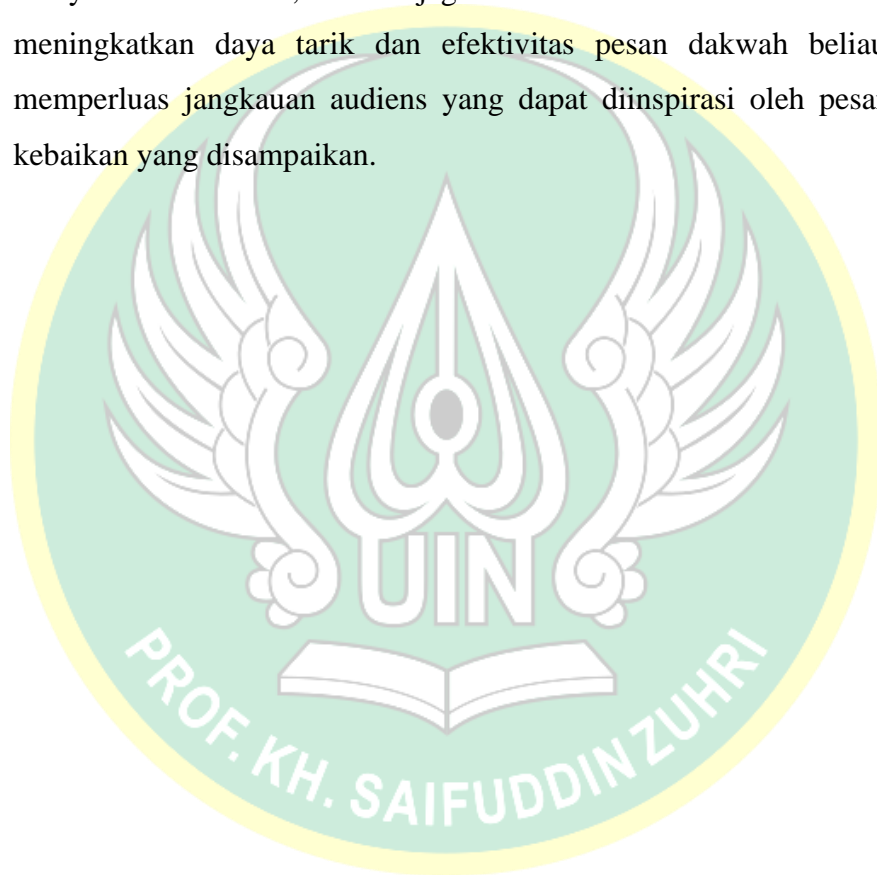 meningkatkan daya tarik dan efektivitas pesan dakwah beliau
memperluas jangkauan audiens yang dapat diinspirasi oleh pesan
kebaikan yang disampaikan.
UIN
PROF. KH. SAIFUDDIN ZUHRI